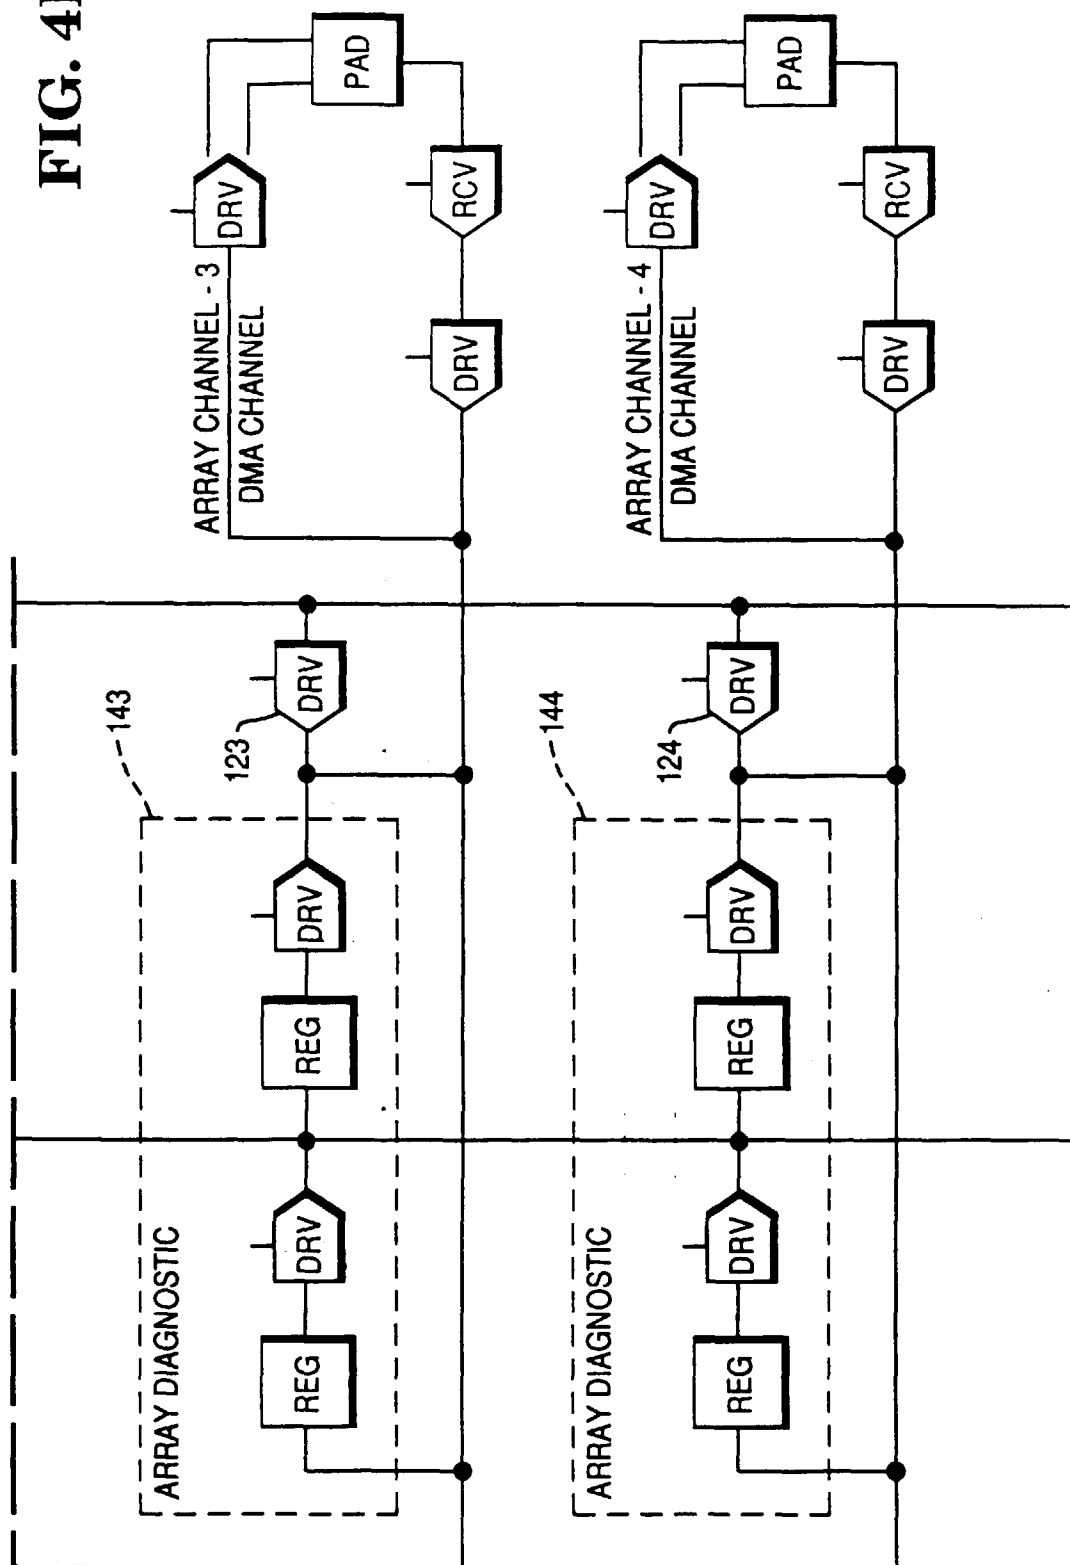 FIG. 4
143
ARRAY DIAGNOSTIC
REG
DRV
REG
DRV
123
DRV
ARRAY CHANNEL - 3
DMA CHANNEL
DRV
PAD
DRV
RCV
144
ARRAY DIAGNOSTIC
REG
DRV
REG
DRV
124
DRV
ARRAY CHANNEL - 4
DMA CHANNEL
DRV
PAD
DRV
RCV